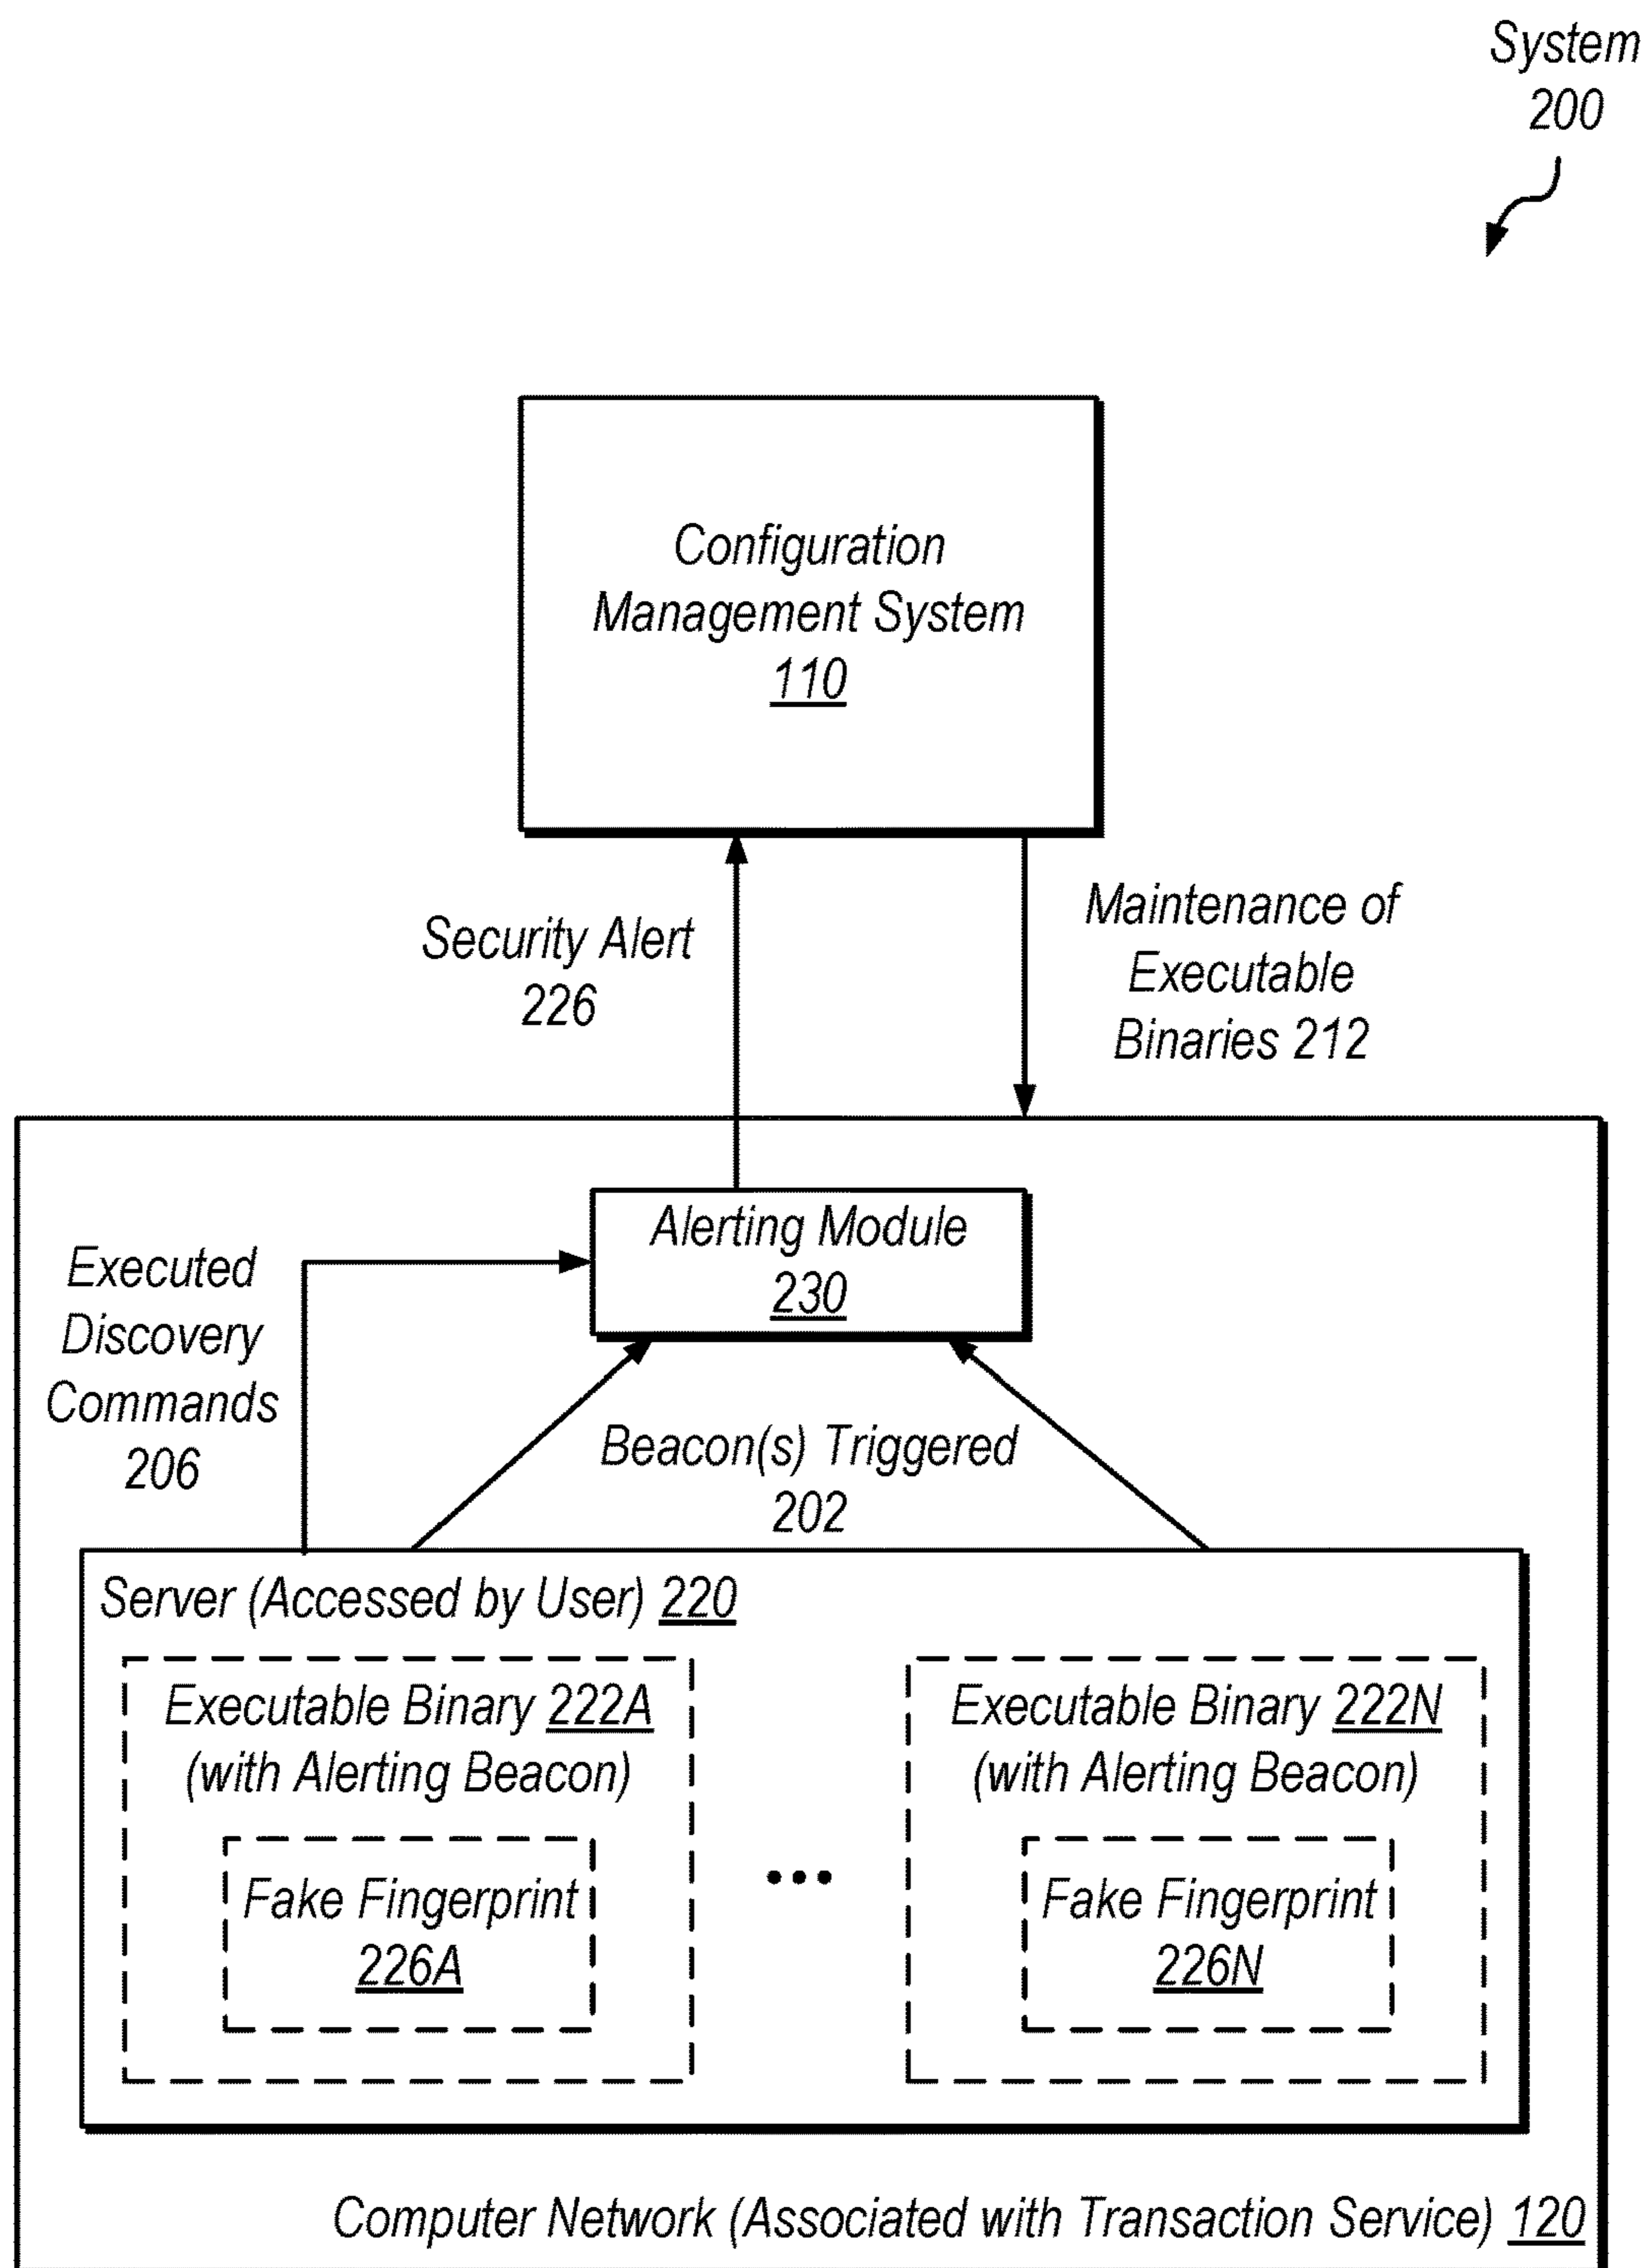 System
200
Configuration
Management System
110
Security Alert
226
Maintenance of
Executable
Binaries 212
Alerting Module
230
Executed
Discovery
Commands
206
Beacon(s) Triggered
202
Server (Accessed by User) 220
Executable Binary 222A
(with Alerting Beacon)
Fake Fingerprint
226A
...
Executable Binary 222N
(with Alerting Beacon)
Fake Fingerprint
226N
Computer Network (Associated with Transaction Service) 120